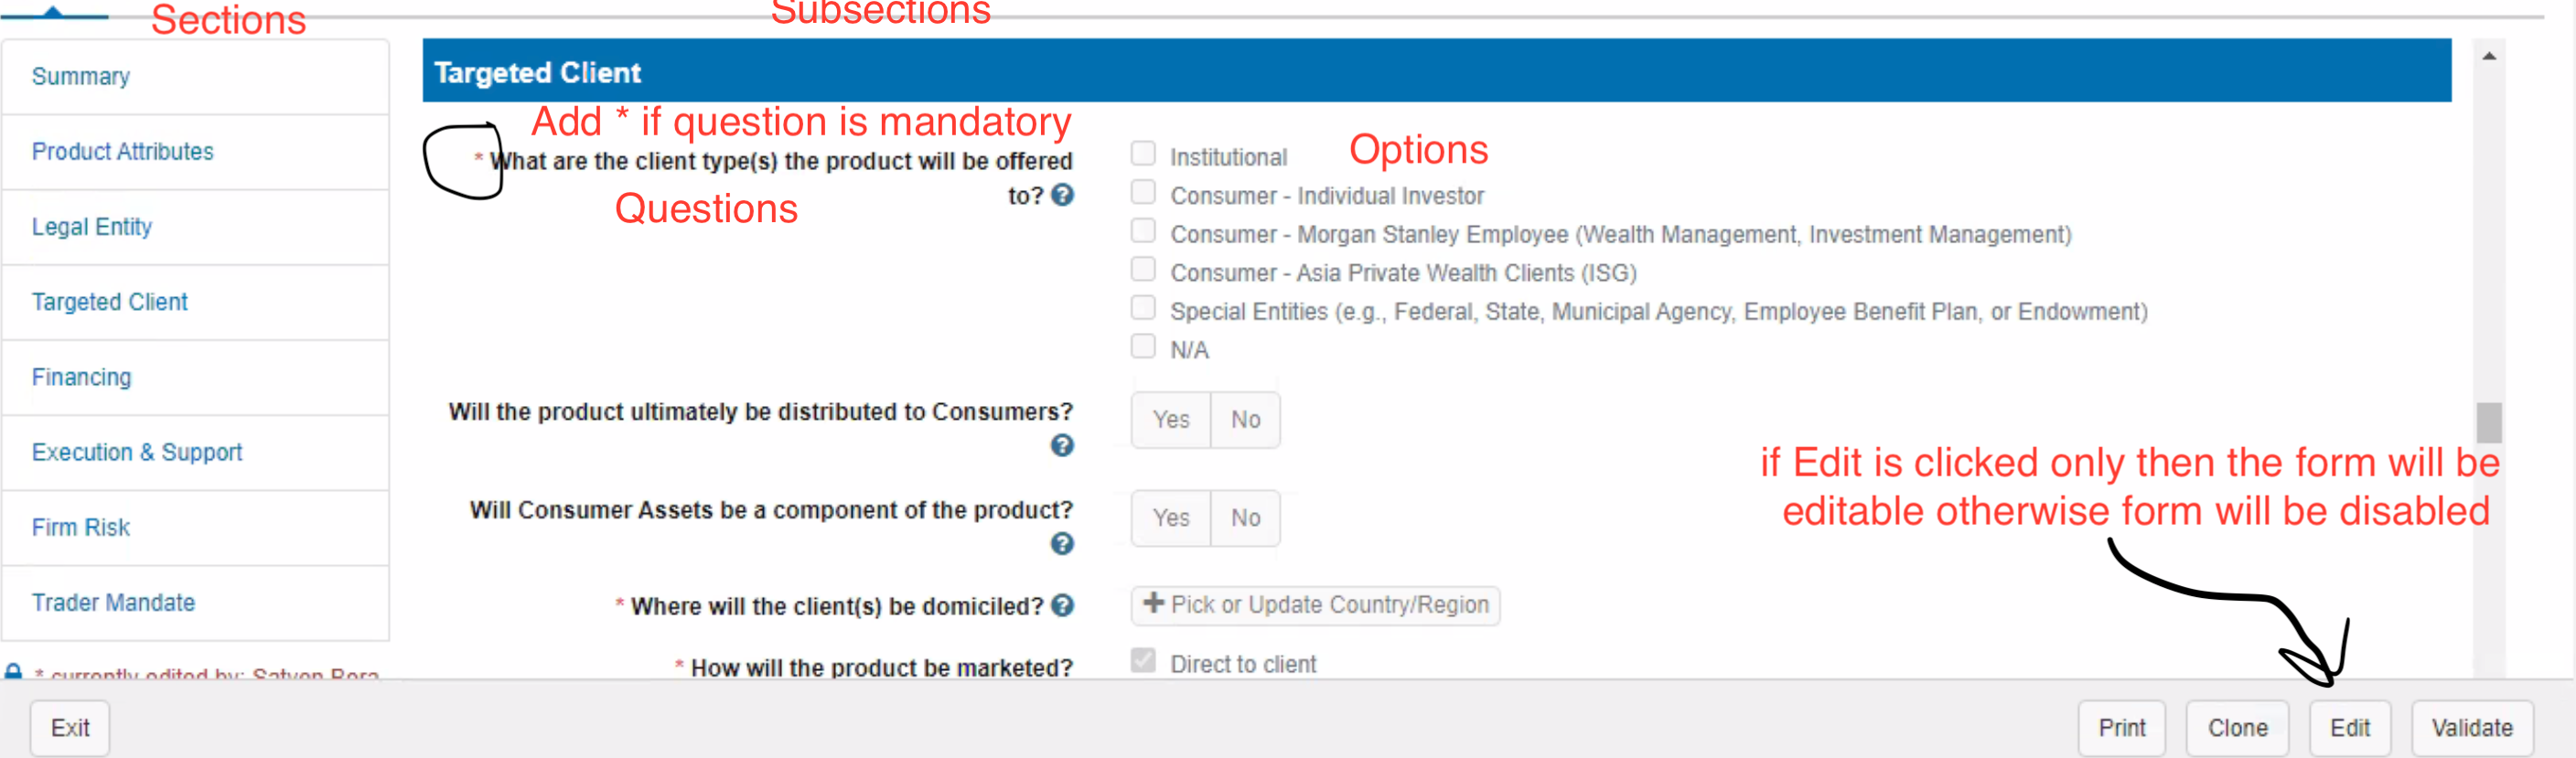 Sections
Subsections
Summary
Product Attributes
Legal Entity
Targeted Client
Financing
Execution & Support
Firm Risk
Trader Mandate
* currently edited by: Satyen Bora
Targeted Client
Add * if question is mandatory
* What are the client type(s) the product will be offered
to?
Questions
Options
Institutional
Consumer - Individual Investor
Consumer - Morgan Stanley Employee (Wealth Management, Investment Management)
Consumer - Asia Private Wealth Clients (ISG)
Special Entities (e.g., Federal, State, Municipal Agency, Employee Benefit Plan, or Endowment)
N/A
Will the product ultimately be distributed to Consumers?
Yes No
Will Consumer Assets be a component of the product?
Yes No
* Where will the client(s) be domiciled?
Pick or Update Country/Region
* How will the product be marketed?
Direct to client
if Edit is clicked only then the form will be
editable otherwise form will be disabled
Exit
Print Clone Edit Validate